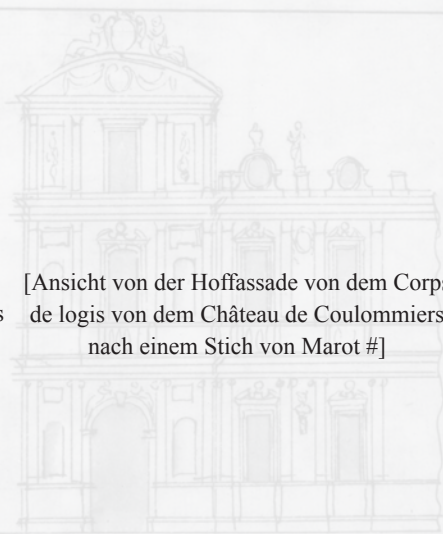 [Ansicht von der Hoffassade von dem Corps
s de logis von dem Château de Coulommiers
nach einem Stich von Marot #]